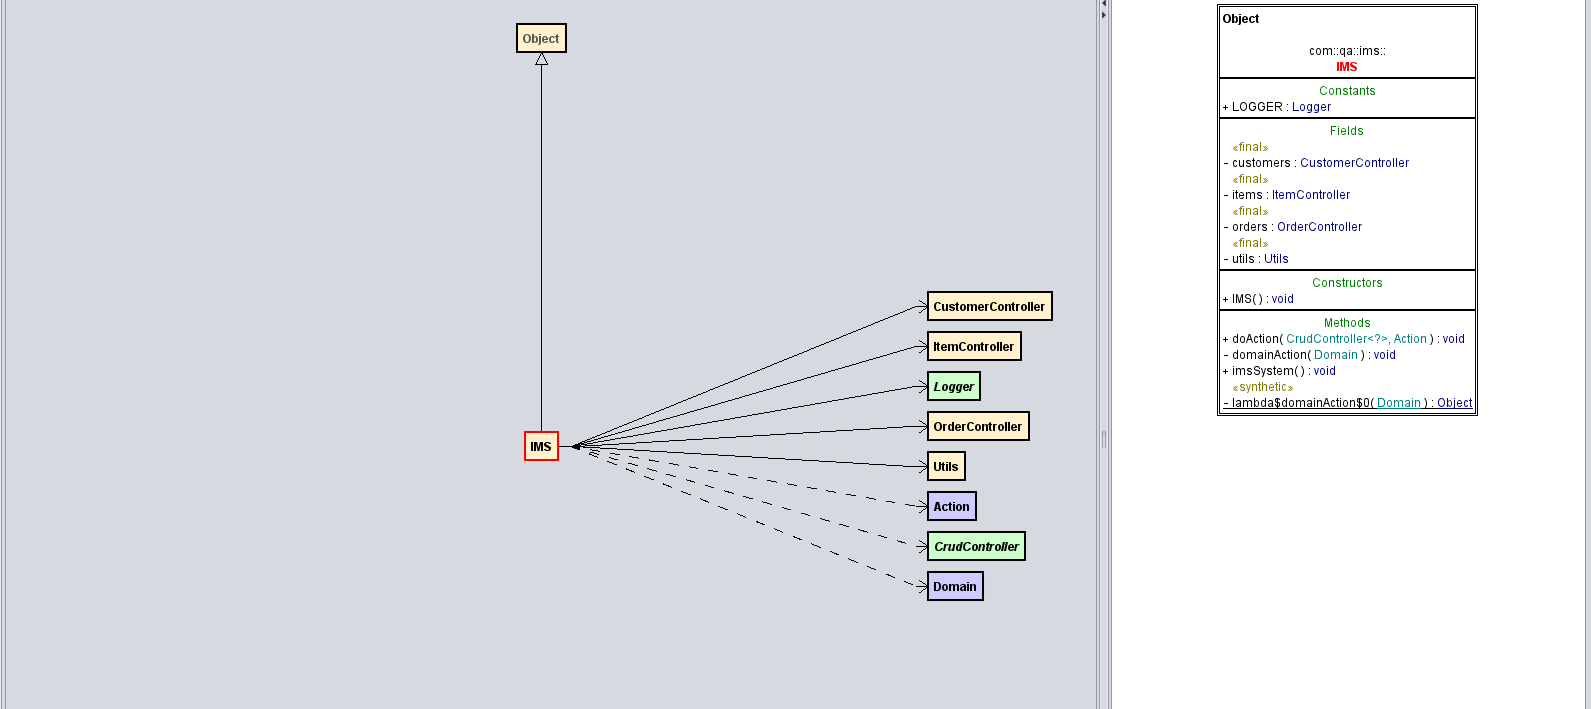 Object
IMS
CustomerController
ItemController
Logger
OrderController
Utils
Action
CrudController
Domain
Object
com::qa::ims::
IMS
Constants
+ LOGGER : Logger
Fields
«final»
- customers : CustomerController
«final»
- items : ItemController
«final»
- orders : OrderController
«final»
- utils : Utils
Constructors
+ IMS( ) : void
Methods
+ doAction( CrudController<?>, Action ) : void
- domainAction( Domain ) : void
+ imsSystem( ) : void
«synthetic»
- lambda$domainAction$0( Domain ) : Object